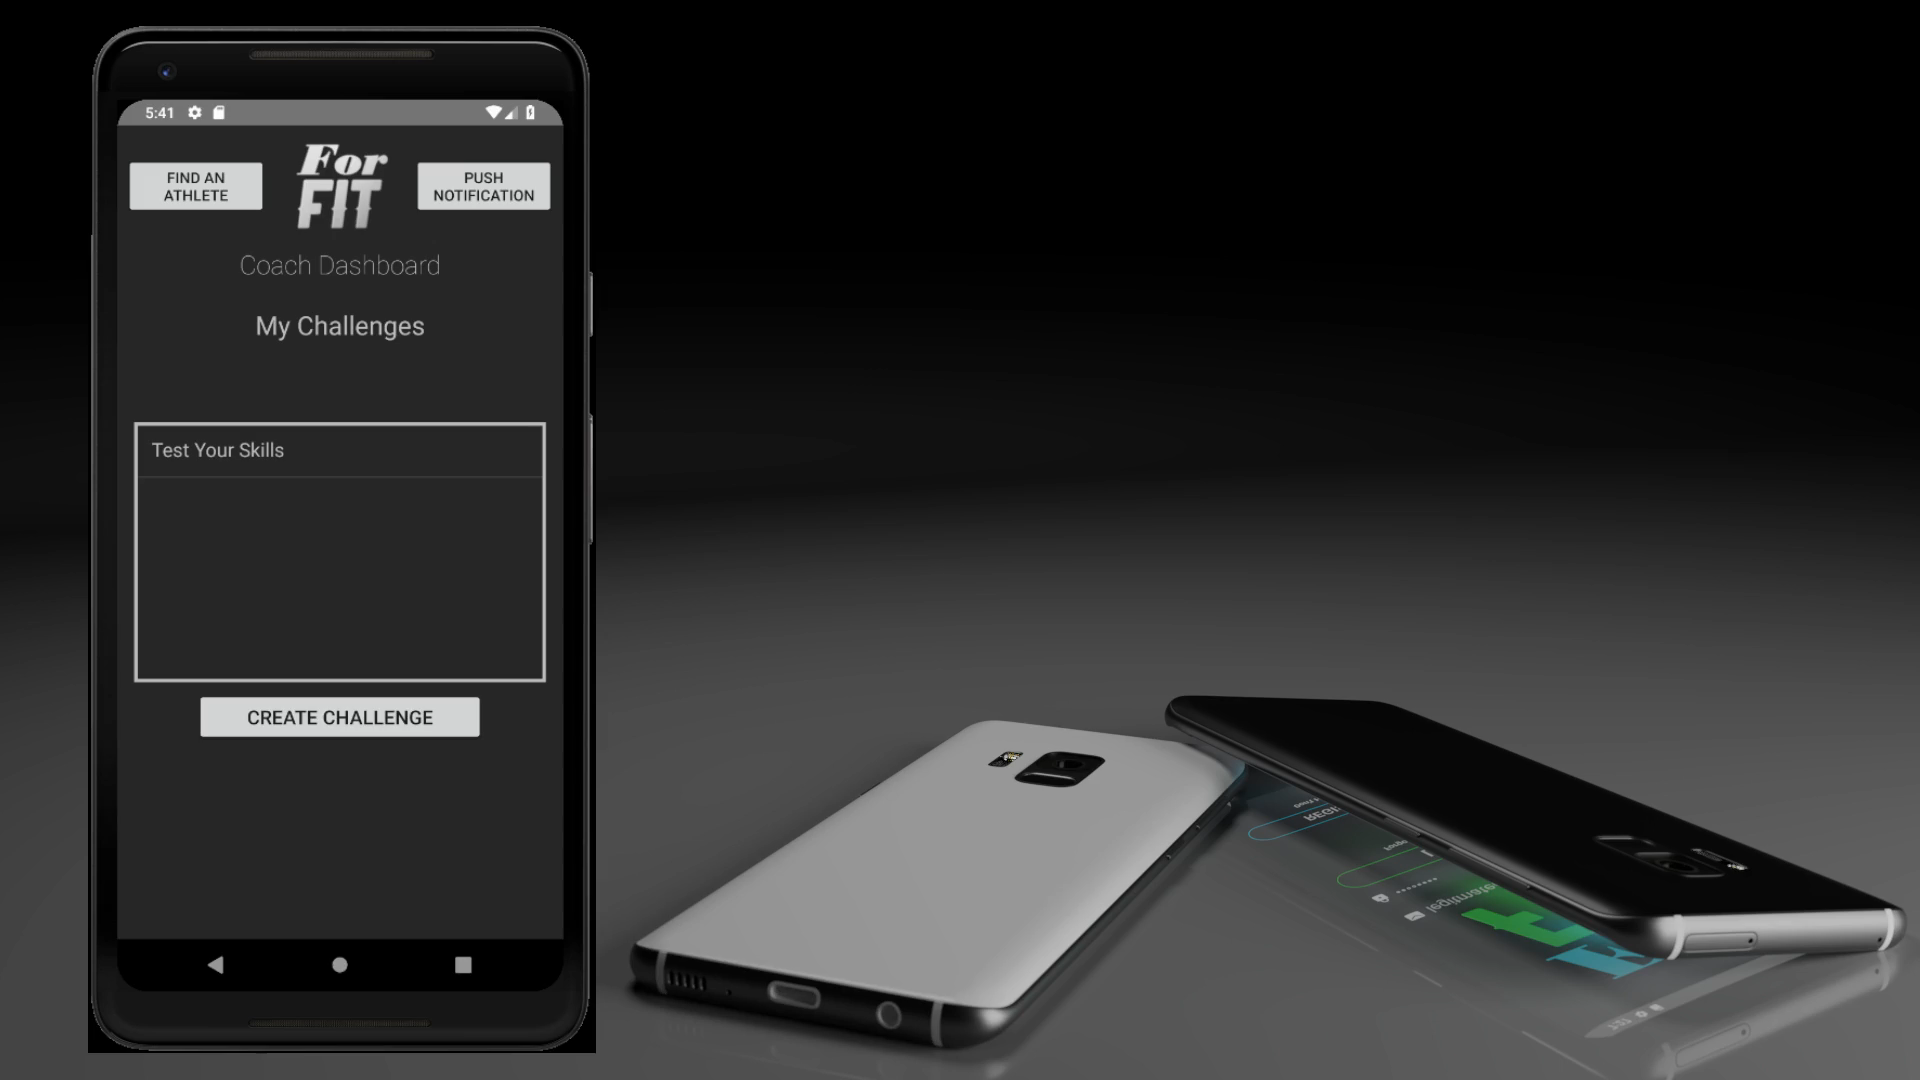 5:41
FIND AN
ATHLETE
For
FIT
PUSH
NOTIFICATION
Coach Dashboard
My Challenges
Test Your Skills
CREATE CHALLENGE